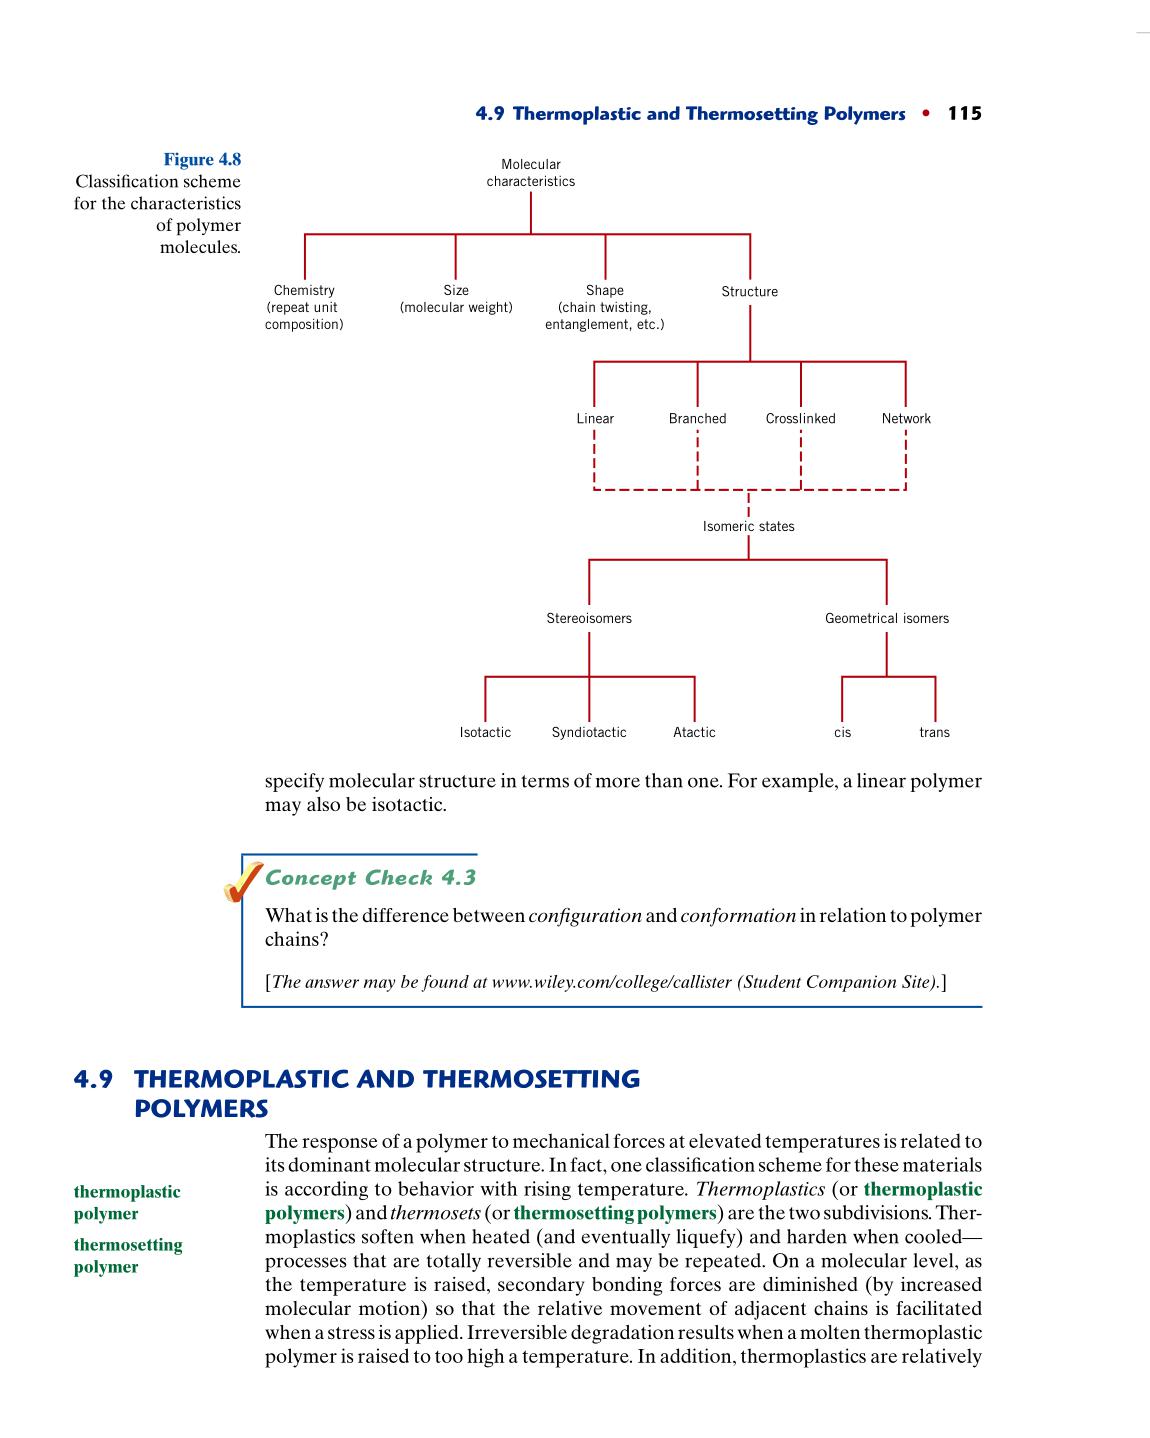 4.9 Thermoplastic and Thermosetting Polymers • 115
Figure 4.8
Classification scheme
for the characteristics
of polymer
molecules.
Molecular
characteristics
Chemistry
(repeat unit
composition)
Size
(molecular weight)
Shape
(chain twisting,
entanglement, etc.)
Structure
Linear
Branched
Crosslinked
Network
Isomeric states
Stereoisomers
Geometrical isomers
Isotactic
Syndiotactic
Atactic
cis
trans
specify molecular structure in terms of more than one. For example, a linear polymer
may also be isotactic.
Concept Check 4.3
What is the difference between configuration and conformation in relation to polymer
chains?
[The answer may be found at www.wiley.com/college/callister (Student Companion Site).]
4.9 THERMOPLASTIC AND THERMOSETTING
POLYMERS
The response of a polymer to mechanical forces at elevated temperatures is related to
its dominant molecular structure. In fact, one classification scheme for these materials
is according to behavior with rising temperature. Thermoplastics (or thermoplastic
polymers) and thermosets (or thermosetting polymers) are the two subdivisions. Ther-
moplastics soften when heated (and eventually liquefy) and harden when cooled—
processes that are totally reversible and may be repeated. On a molecular level, as
the temperature is raised, secondary bonding forces are diminished (by increased
molecular motion) so that the relative movement of adjacent chains is facilitated
when a stress is applied. Irreversible degradation results when a molten thermoplastic
polymer is raised to too high a temperature. In addition, thermoplastics are relatively
thermoplastic
polymer
thermosetting
polymer